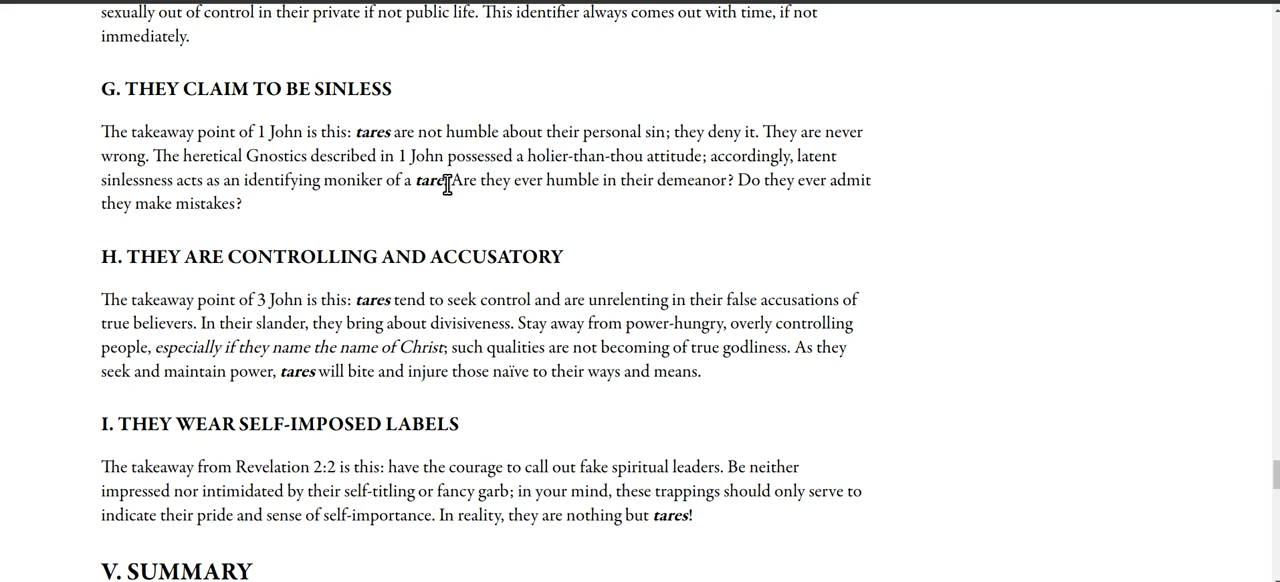 sexually out of control in their private if not public life. This identifier always comes out with time, if not
immediately.
G. THEY CLAIM TO BE SINLESS
The takeaway point of 1 John is this: tares are not humble about their personal sin; they deny it. They are never
wrong. The heretical Gnostics described in 1 John possessed a holier-than-thou attitude; accordingly, latent
sinlessness acts as an identifying moniker of a tare. Are they ever humble in their demeanor? Do they ever admit
they make mistakes?
H. THEY ARE CONTROLLING AND ACCUSATORY
The takeaway point of 3 John is this: tares tend to seek control and are unrelenting in their false accusations of
true believers. In their slander, they bring about divisiveness. Stay away from power-hungry, overly controlling
people, especially if they name the name of Christ; such qualities are not becoming of true godliness. As they
seek and maintain power, tares will bite and injure those naïve to their ways and means.
I. THEY WEAR SELF-IMPOSED LABELS
The takeaway from Revelation 2:2 is this: have the courage to call out fake spiritual leaders. Be neither
impressed nor intimidated by their self-titling or fancy garb; in your mind, these trappings should only serve to
indicate their pride and sense of self-importance. In reality, they are nothing but tares!
V. SUMMARY